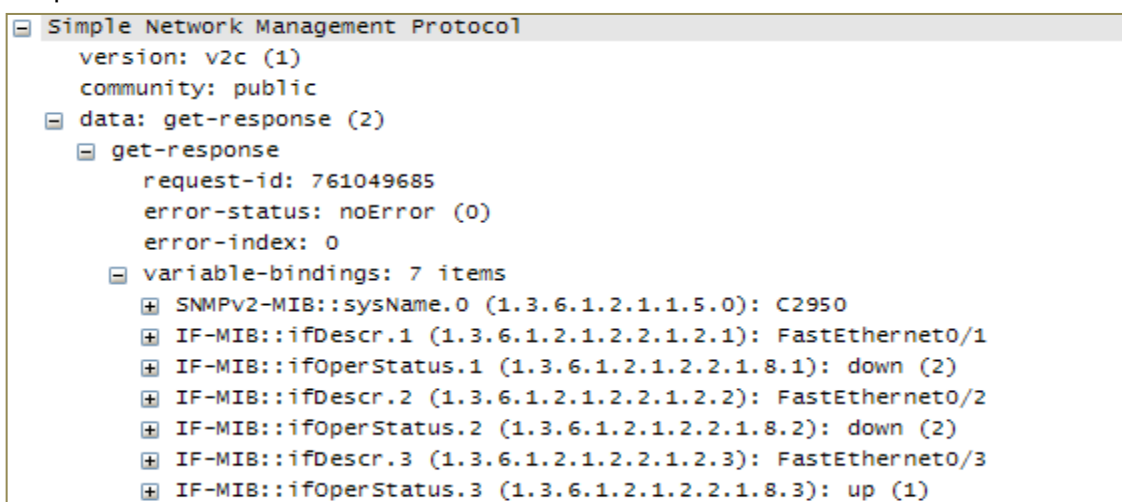 Simple Network Management Protocol
version: v2c (1)
community: public
data: get-response (2)
get-response
request-id: 761049685
error-status: noError (0)
error-index: 0
variable-bindings: 7 items
SNMPv2-MIB::sysName.0 (1.3.6.1.2.1.1.5.0): C2950
IF-MIB::ifDescr.1 (1.3.6.1.2.1.2.2.1.2.1): FastEthernet0/1
IF-MIB::ifOperStatus.1 (1.3.6.1.2.1.2.2.1.8.1): down (2)
IF-MIB::ifDescr.2 (1.3.6.1.2.1.2.2.1.2.2): FastEthernet0/2
IF-MIB::ifOperStatus.2 (1.3.6.1.2.1.2.2.1.8.2): down (2)
IF-MIB::ifDescr.3 (1.3.6.1.2.1.2.2.1.2.3): FastEthernet0/3
IF-MIB::ifOperStatus.3 (1.3.6.1.2.1.2.2.1.8.3): up (1)